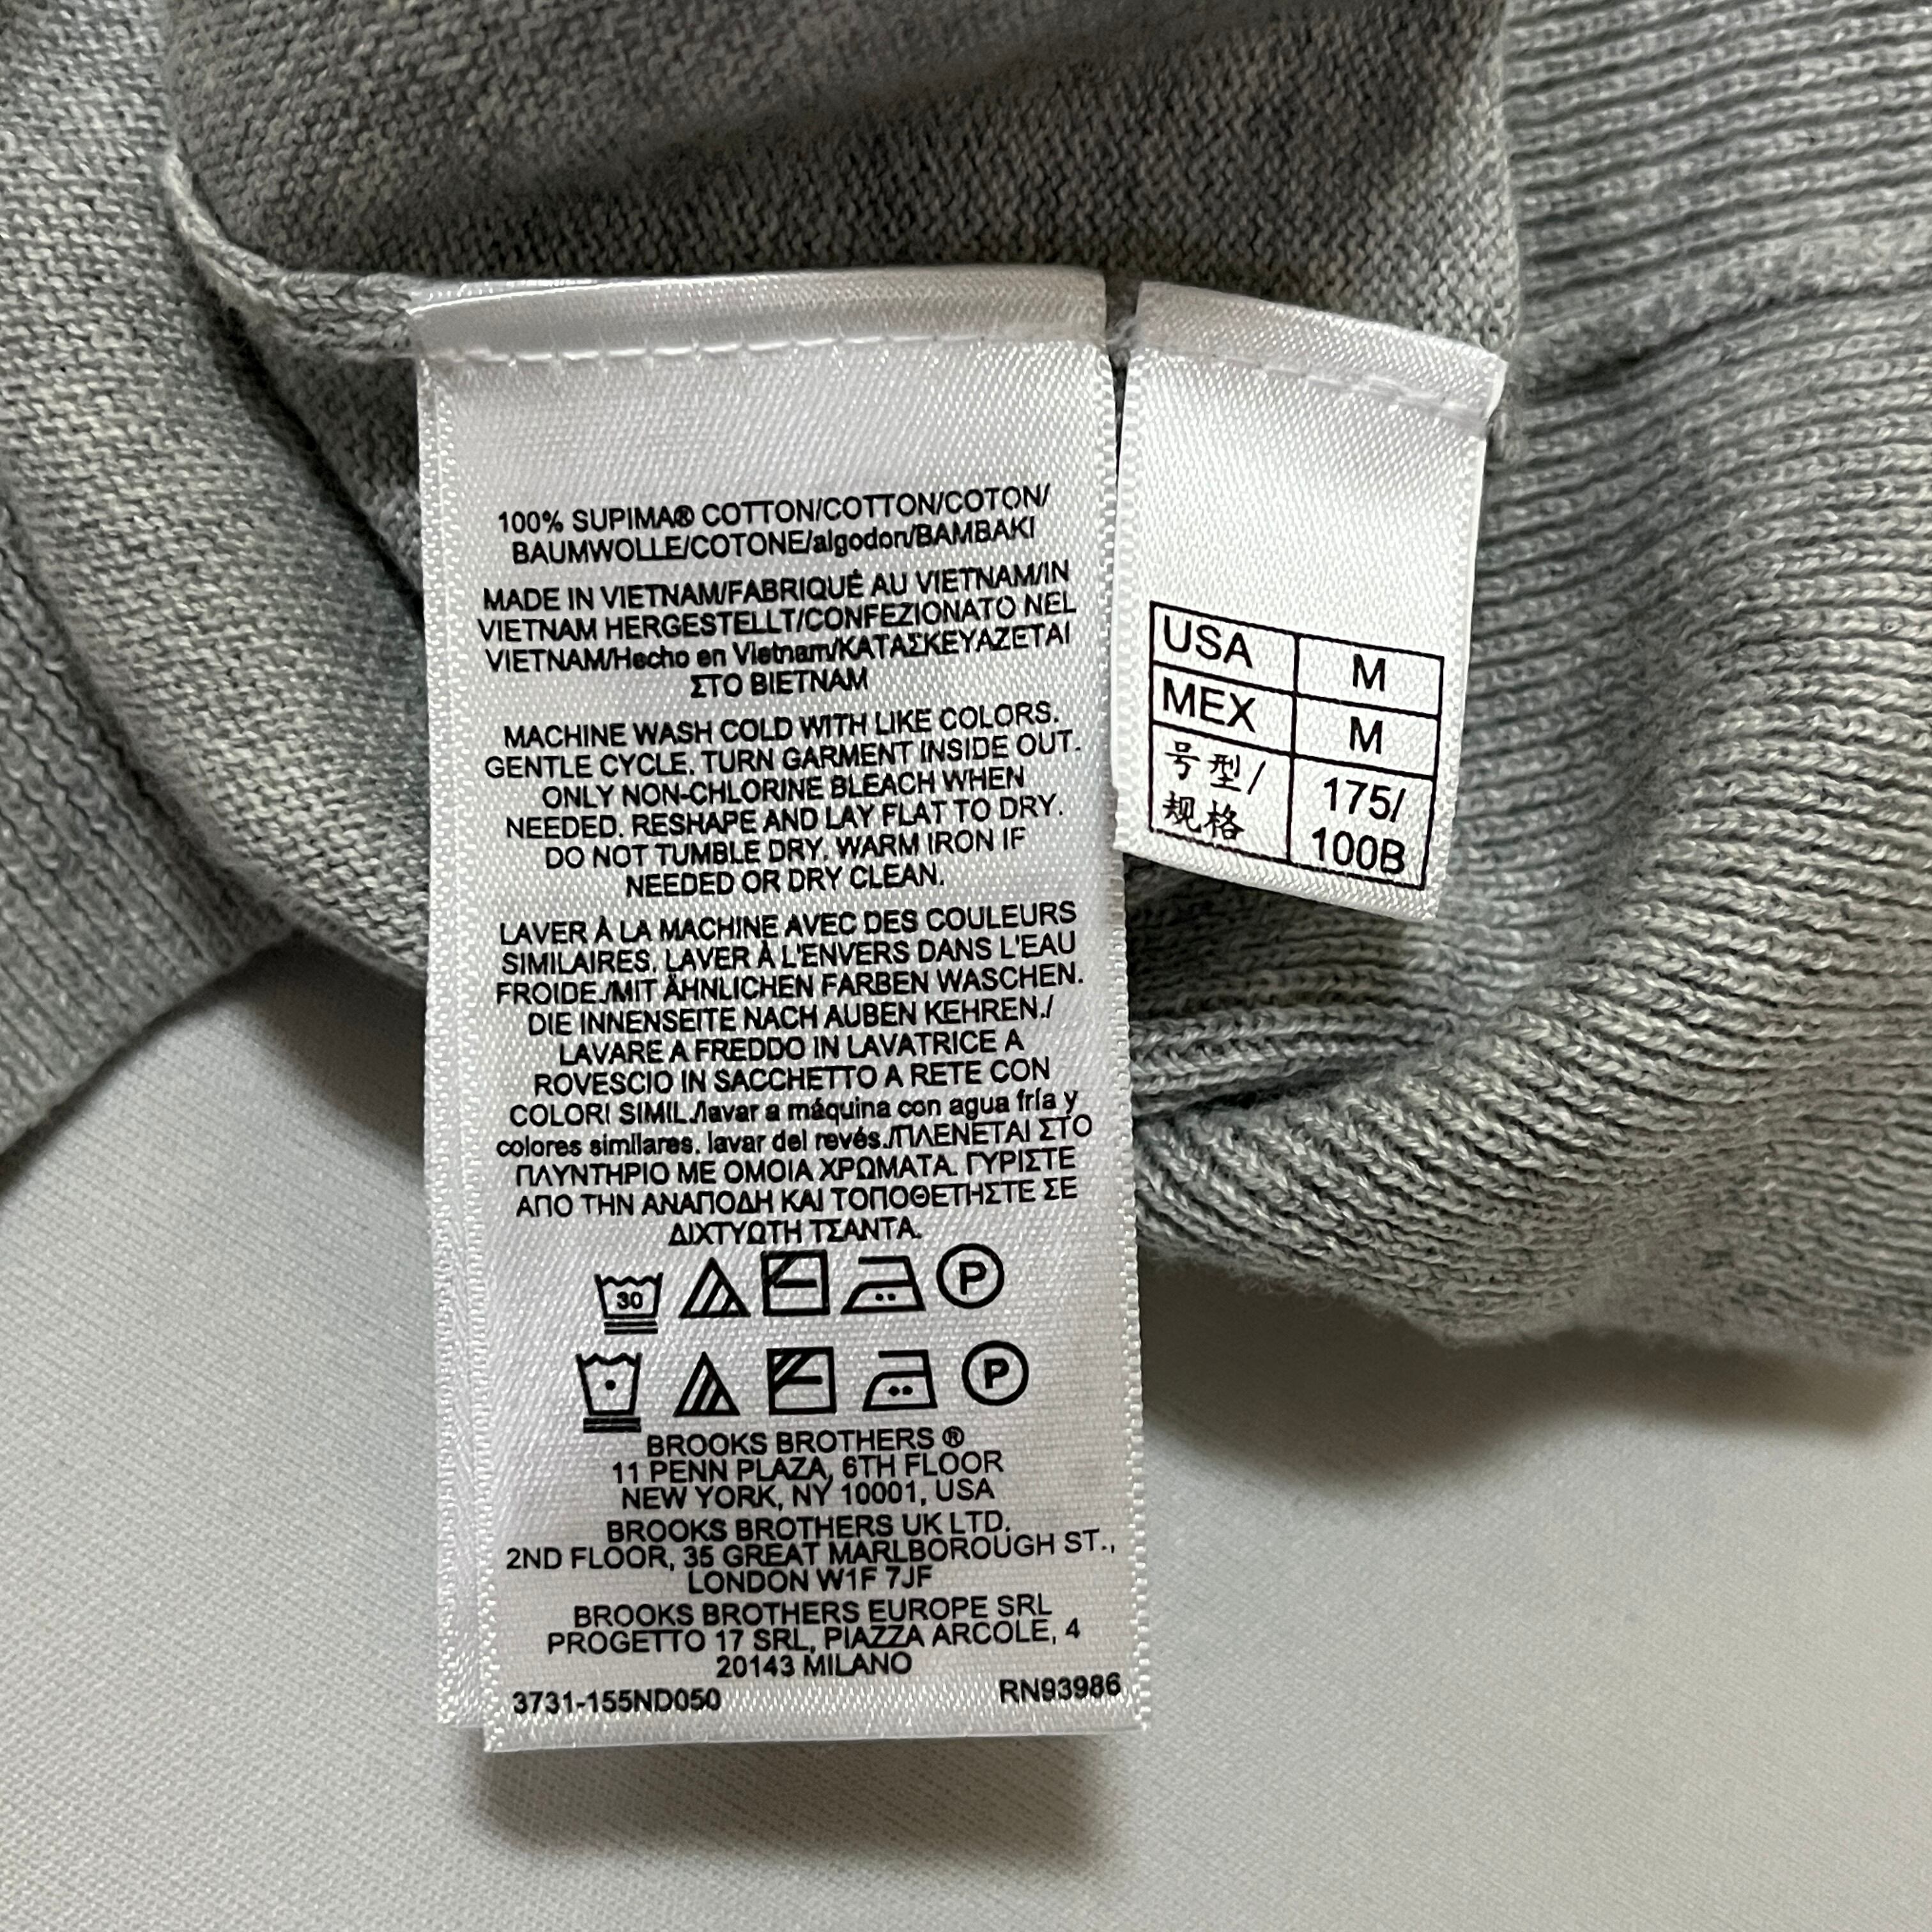 100% SUPIMA® COTTON/COTTON/COTON/
BAUMWOLLE/COTONE/algodon/BAMBAKI
MADE IN VIETNAM/FABRIQUÉ AU VIETNAM/IN
VIETNAM HERGESTELLT/CONFEZIONATO NEL
VIETNAM/Hecho en Vietnam/ΚΑΤΑΣΚΕΥΑΖΕΤΑΙ
ΣΤΟ ΒΙΕΤΝΑΜ
MACHINE WASH COLD WITH LIKE COLORS.
GENTLE CYCLE. TURN GARMENT INSIDE OUT.
ONLY NON-CHLORINE BLEACH WHEN
NEEDED. RESHAPE AND LAY FLAT TO DRY.
DO NOT TUMBLE DRY. WARM IRON IF
NEEDED OR DRY CLEAN.
LAVER À LA MACHINE AVEC DES COULEURS
SIMILAIRES. LAVER À L'ENVERS DANS L'EAU
FROIDE./MIT ÄHNLICHEN FARBEN WASCHEN.
DIE INNENSEITE NACH AUBEN KEHREN./
LAVARE A FREDDO IN LAVATRICE A
ROVESCIO IN SACCHETTO A RETE CON
COLORI SIMIL./lavar a máquina con agua fría y
colores similares. lavar del revés./ΠΛΕΝΕΤΑΙ ΣΤΟ
ΠΛΥΝΤΗΡΙΟ ΜΕ ΟΜΟΙΑ ΧΡΩΜΑΤΑ. ΓΥΡΙΣΤΕ
ΑΠΟ ΤΗΝ ΑΝΑΠΟΔΗ ΚΑΙ ΤΟΠΟΘΕΤΗΣΤΕ ΣΕ
ΔΙΧΤΥΩΤΗ ΤΣΑΝΤΑ.
30 P
P
BROOKS BROTHERS ®
11 PENN PLAZA, 6TH FLOOR
NEW YORK, NY 10001, USA
BROOKS BROTHERS UK LTD.
2ND FLOOR, 35 GREAT MARLBOROUGH ST.,
LONDON W1F 7JF
BROOKS BROTHERS EUROPE SRL
PROGETTO 17 SRL, PIAZZA ARCOLE, 4
20143 MILANO
3731-155ND050 RN93986
USA M
MEX M
号型/ 175/
规格 100B